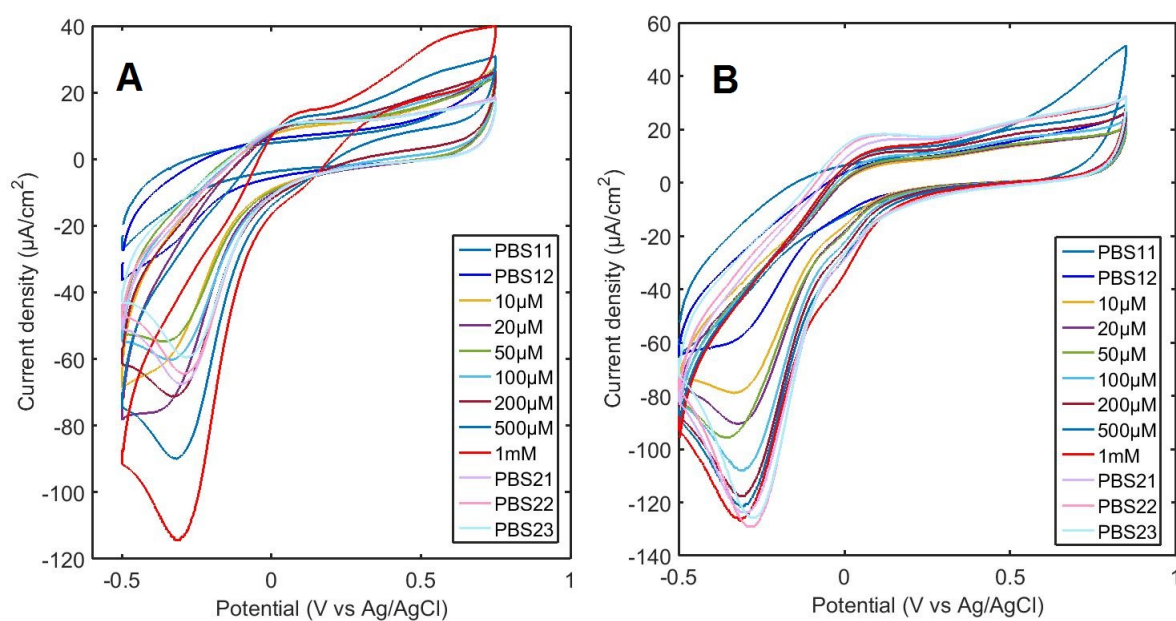 A
40
20
0
-20
-40
-60
-80
-100
-120
-0.5
0
0.5
1
Current density (µA/cm²)
Potential (V vs Ag/AgCl)
PBS11
PBS12
10µM
20µM
50µM
100µM
200µM
500µM
1mM
PBS21
PBS22
PBS23
B
60
40
20
0
-20
-40
-60
-80
-100
-120
-140
-0.5
0
0.5
1
Current density (µA/cm²)
Potential (V vs Ag/AgCl)
PBS11
PBS12
10µM
20µM
50µM
100µM
200µM
500µM
1mM
PBS21
PBS22
PBS23